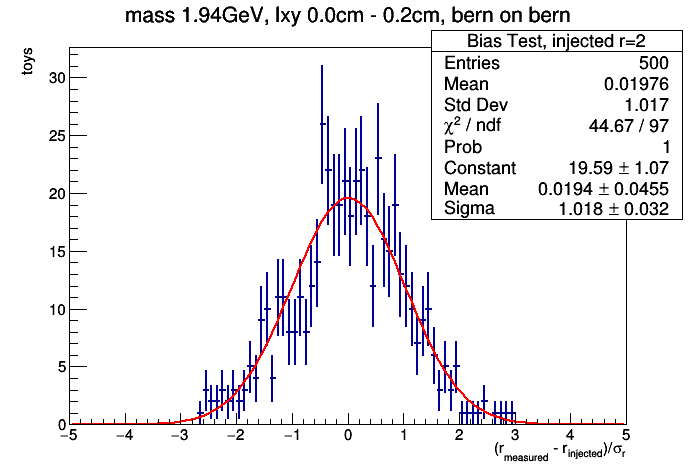 mass 1.94GeV, lxy 0.0cm - 0.2cm, bern on bern
toys
Bias Test, injected r=2
Entries 500
Mean 0.01976
Std Dev 1.017
χ² / ndf 44.67 / 97
Prob 1
Constant 19.59 ± 1.07
Mean 0.0194 ± 0.0455
Sigma 1.018 ± 0.032
30
25
20
15
10
5
0
−5 −4 −3 −2 −1 0 1 2 3 4 5
(r_measured - r_injected)/σ_r